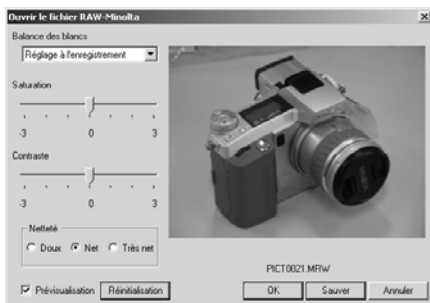 Ouvrir le fichier RAW-Minolta
Balance des blancs
Réglage à l'enregistrement
Saturation
-3 0 3
Contraste
-3 0 3
Netteté
Doux Net Très net
PICT0021.MRW
Prévisualisation Réinitialisation OK Sauver Annuler